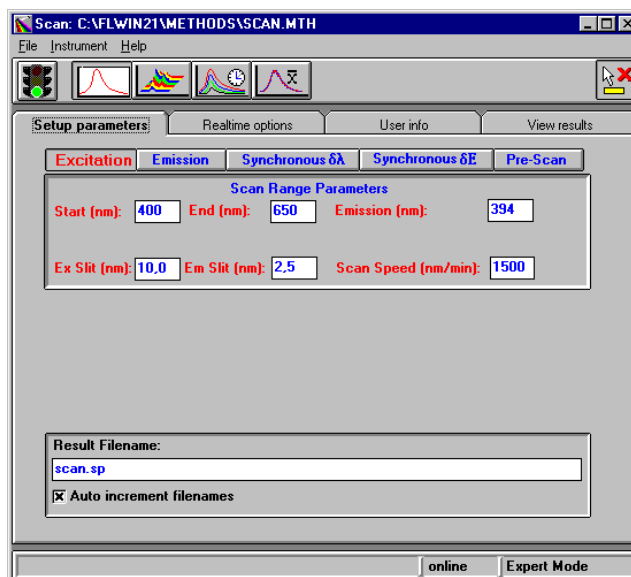 Scan: C:\FLWIN21\METHODS\SCAN.MTH
File Instrument Help
Setup parameters Realtime options User info View results
Excitation Emission Synchronous δλ Synchronous δE Pre-Scan
Scan Range Parameters
Start (nm): 400 End (nm): 650 Emission (nm): 394
Ex Slit (nm): 10,0 Em Slit (nm): 2,5 Scan Speed (nm/min): 1500
Result Filename:
scan.sp
Auto increment filenames
online Expert Mode